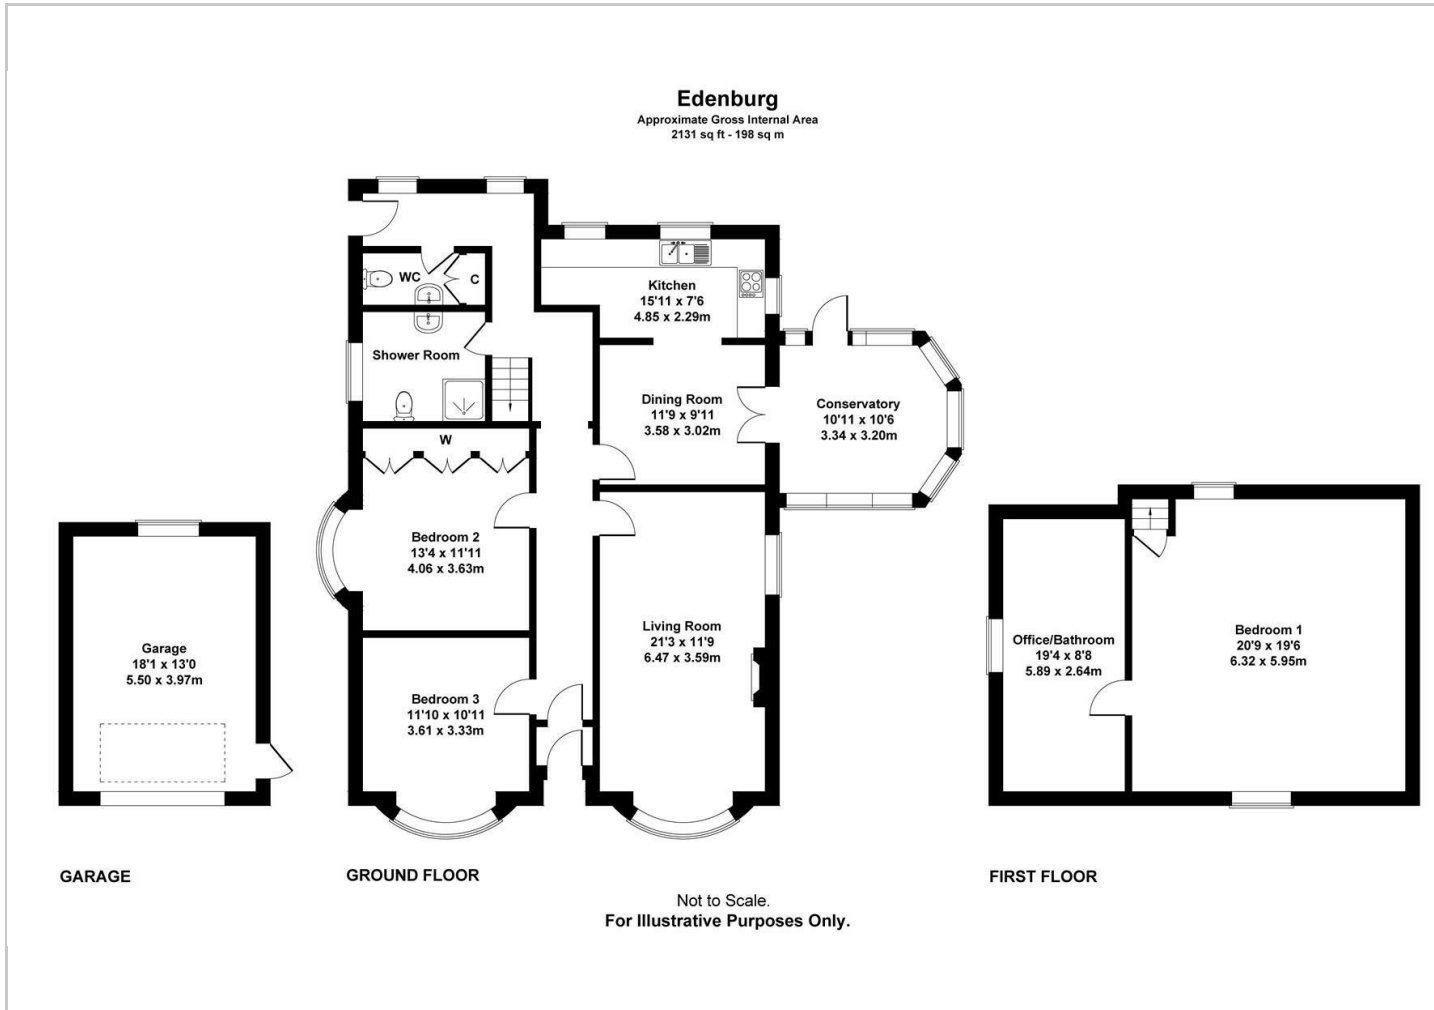 Edenburg
Approximate Gross Internal Area
2131 sq ft - 198 sq m
WC
C
Kitchen
15'11 x 7'6
4.85 x 2.29m
Shower Room
Dining Room
11'9 x 9'11
3.58 x 3.02m
Conservatory
10'11 x 10'6
3.34 x 3.20m
W
Bedroom 2
13'4 x 11'11
4.06 x 3.63m
Living Room
21'3 x 11'9
6.47 x 3.59m
Bedroom 3
11'10 x 10'11
3.61 x 3.33m
Garage
18'1 x 13'0
5.50 x 3.97m
Office/Bathroom
19'4 x 8'8
5.89 x 2.64m
Bedroom 1
20'9 x 19'6
6.32 x 5.95m
GARAGE
GROUND FLOOR
FIRST FLOOR
Not to Scale.
For Illustrative Purposes Only.